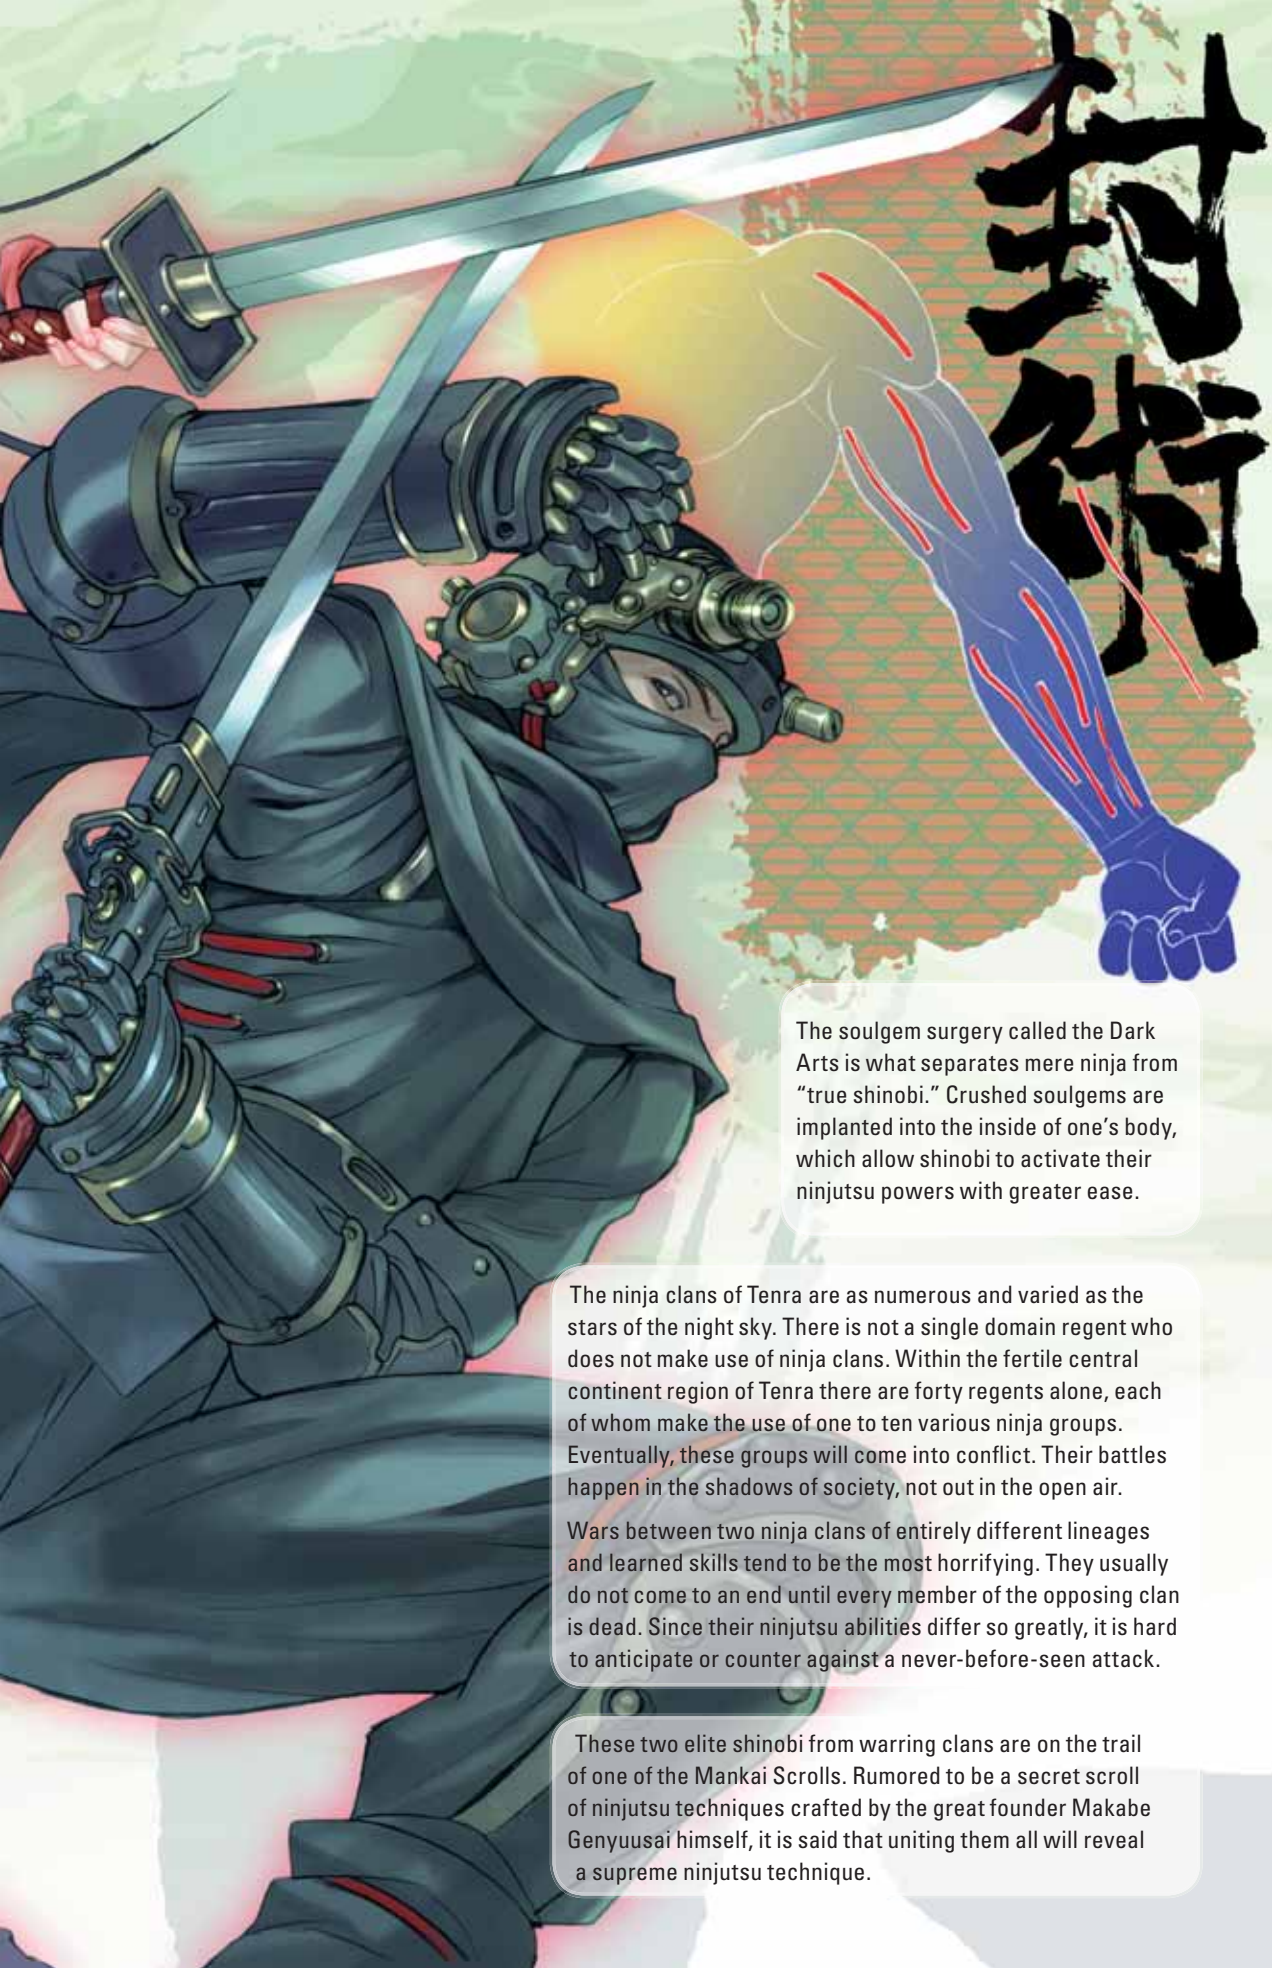 封術
The soulgem surgery called the Dark
Arts is what separates mere ninja from
“true shinobi.” Crushed soulgems are
implanted into the inside of one’s body,
which allow shinobi to activate their
ninjutsu powers with greater ease.
The ninja clans of Tenra are as numerous and varied as the
stars of the night sky. There is not a single domain regent who
does not make use of ninja clans. Within the fertile central
continent region of Tenra there are forty regents alone, each
of whom make the use of one to ten various ninja groups.
Eventually, these groups will come into conflict. Their battles
happen in the shadows of society, not out in the open air.
Wars between two ninja clans of entirely different lineages
and learned skills tend to be the most horrifying. They usually
do not come to an end until every member of the opposing clan
is dead. Since their ninjutsu abilities differ so greatly, it is hard
to anticipate or counter against a never-before-seen attack.
These two elite shinobi from warring clans are on the trail
of one of the Mankai Scrolls. Rumored to be a secret scroll
of ninjutsu techniques crafted by the great founder Makabe
Genyuusai himself, it is said that uniting them all will reveal
a supreme ninjutsu technique.